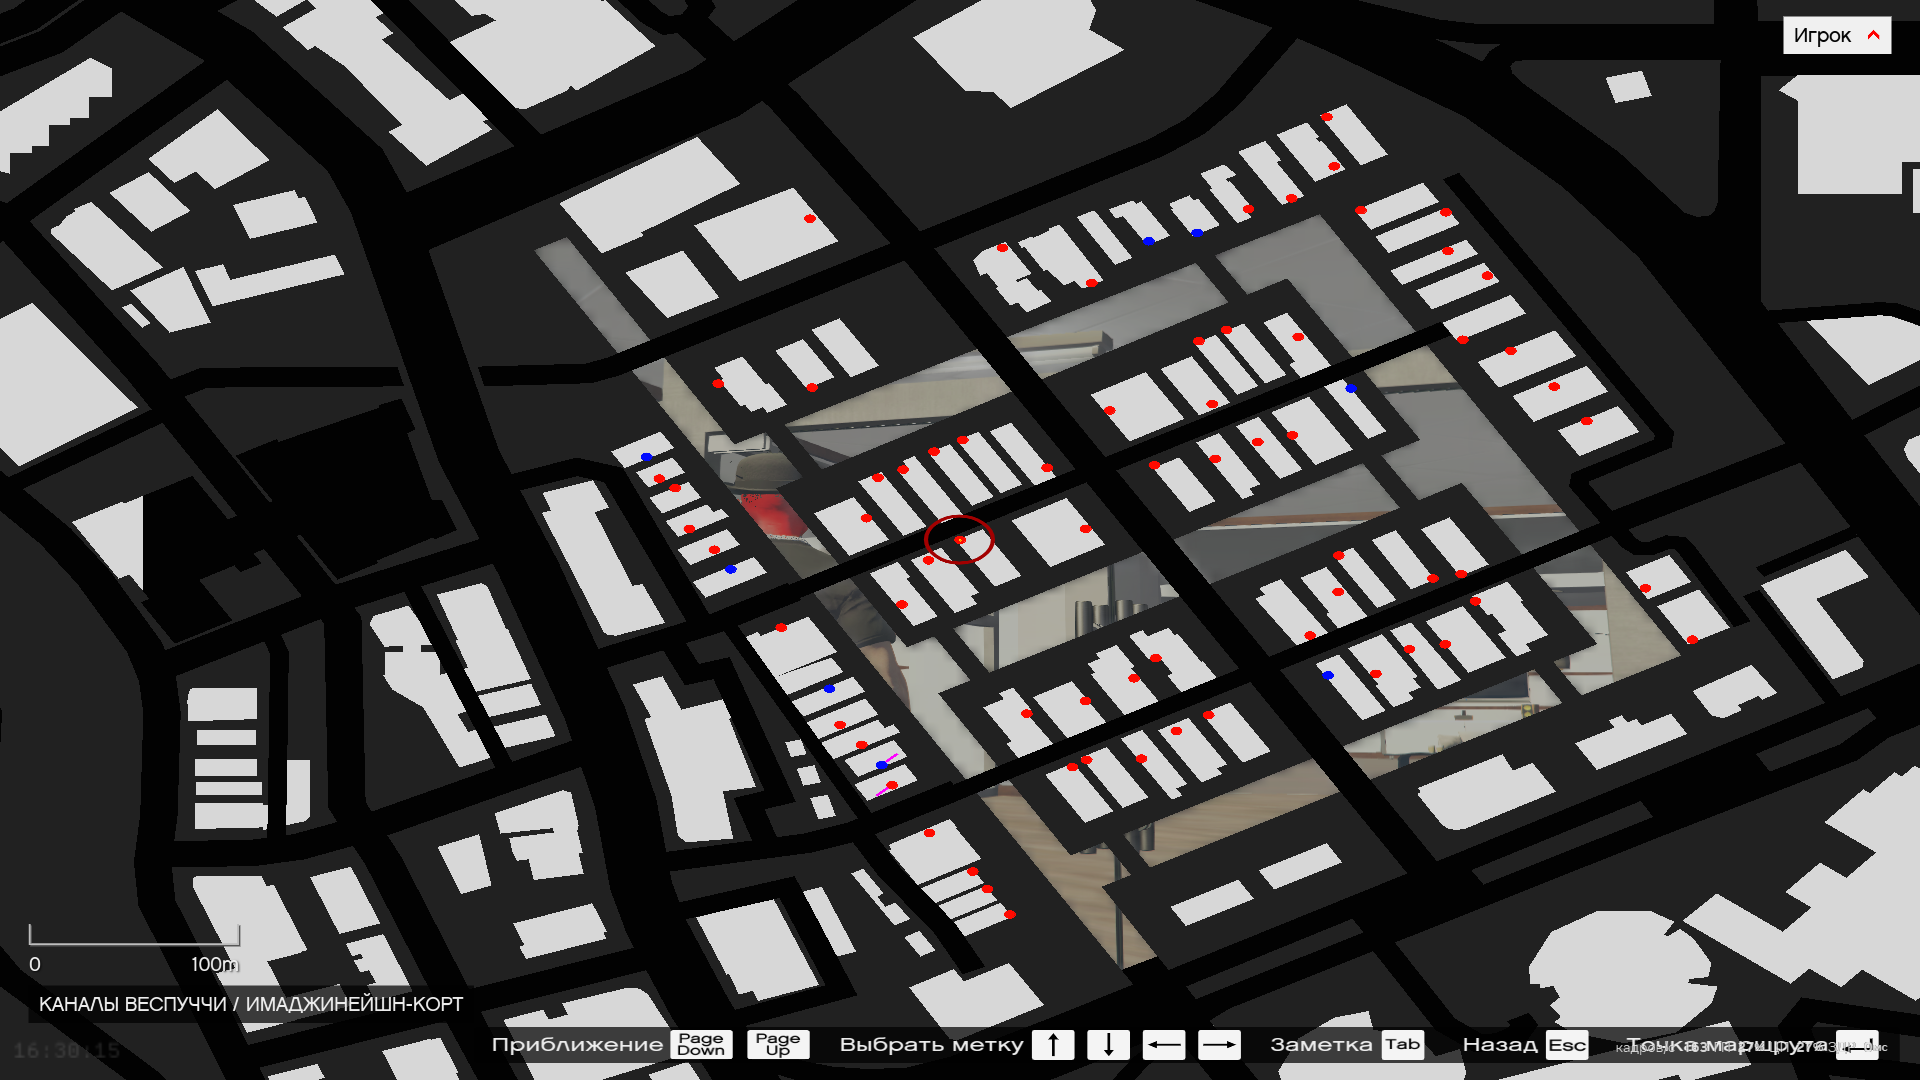 Игрок
0 100m
КАНАЛЫ ВЕСПУЧЧИ / ИМАДЖИНЕЙШН-КОРТ
16:30:15
Приближение Page Down Page Up Выбрать метку ↑ ↓ ← → Заметка Tab Назад Esc Точка маршрута